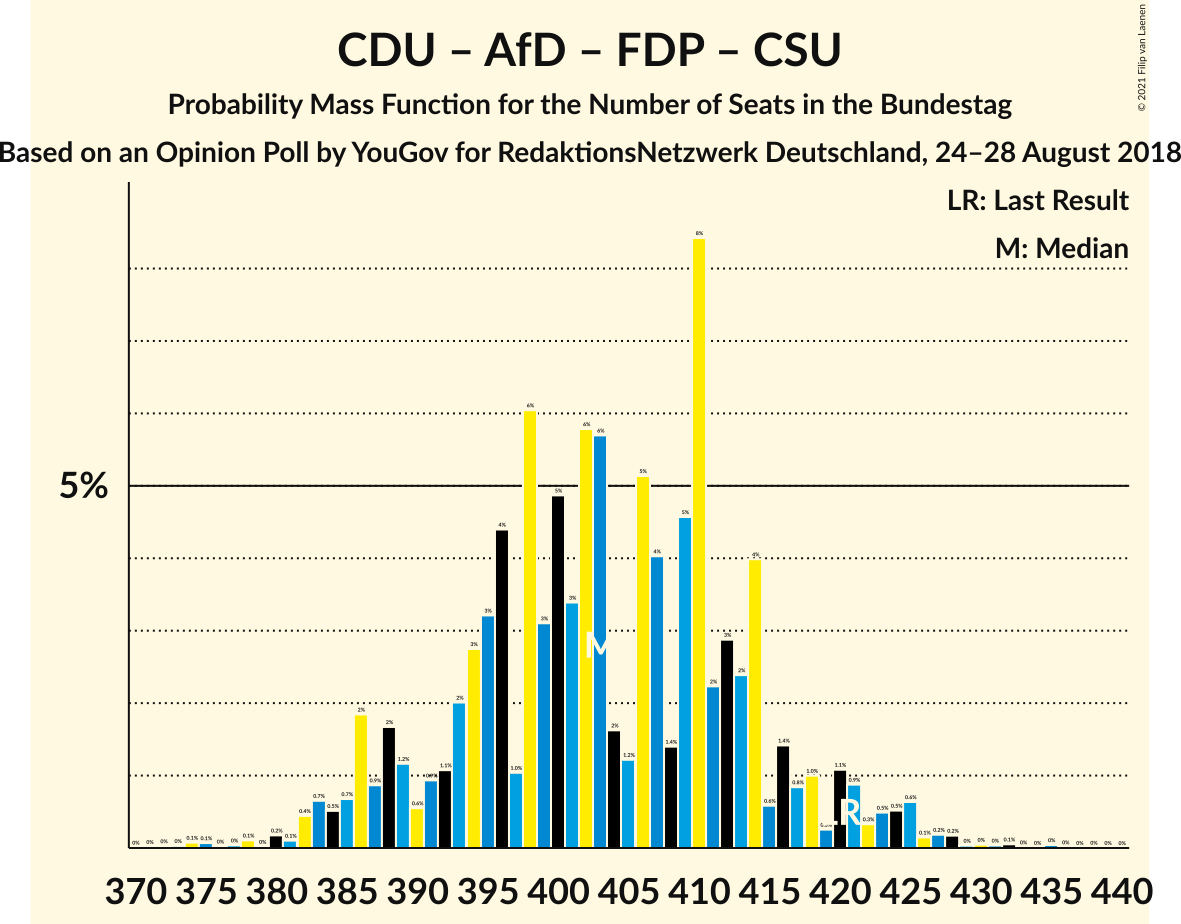 CDU – AfD – FDP – CSU
© 2021 Filip van Laenen
Probability Mass Function for the Number of Seats in the Bundestag
Based on an Opinion Poll by YouGov for RedaktionsNetzwerk Deutschland, 24–28 August 2018
LR: Last Result
M: Median
5%
0% 0% 0% 0% 0.1% 0.1% 0% 0% 0.1% 0% 0.2% 0.1% 0.4% 0.7% 0.5% 0.7% 2% 0.9% 2% 1.2% 0.6% 0.9% 1.1% 2% 3% 3% 4% 1.0% 6% 3% 5% 3% 6% 6% 2% 1.2% 5% 4% 1.4% 5% 8% 2% 3% 2% 4% 0.6% 1.4% 0.8% 1.0% 1.1% 0.9% 0.3% 0.5% 0.5% 0.6% 0.1% 0.2% 0.2% 0% 0% 0% 0.1% 0% 0% 0% 0% 0% 0% 0% 0%
M
LR
370 375 380 385 390 395 400 405 410 415 420 425 430 435 440